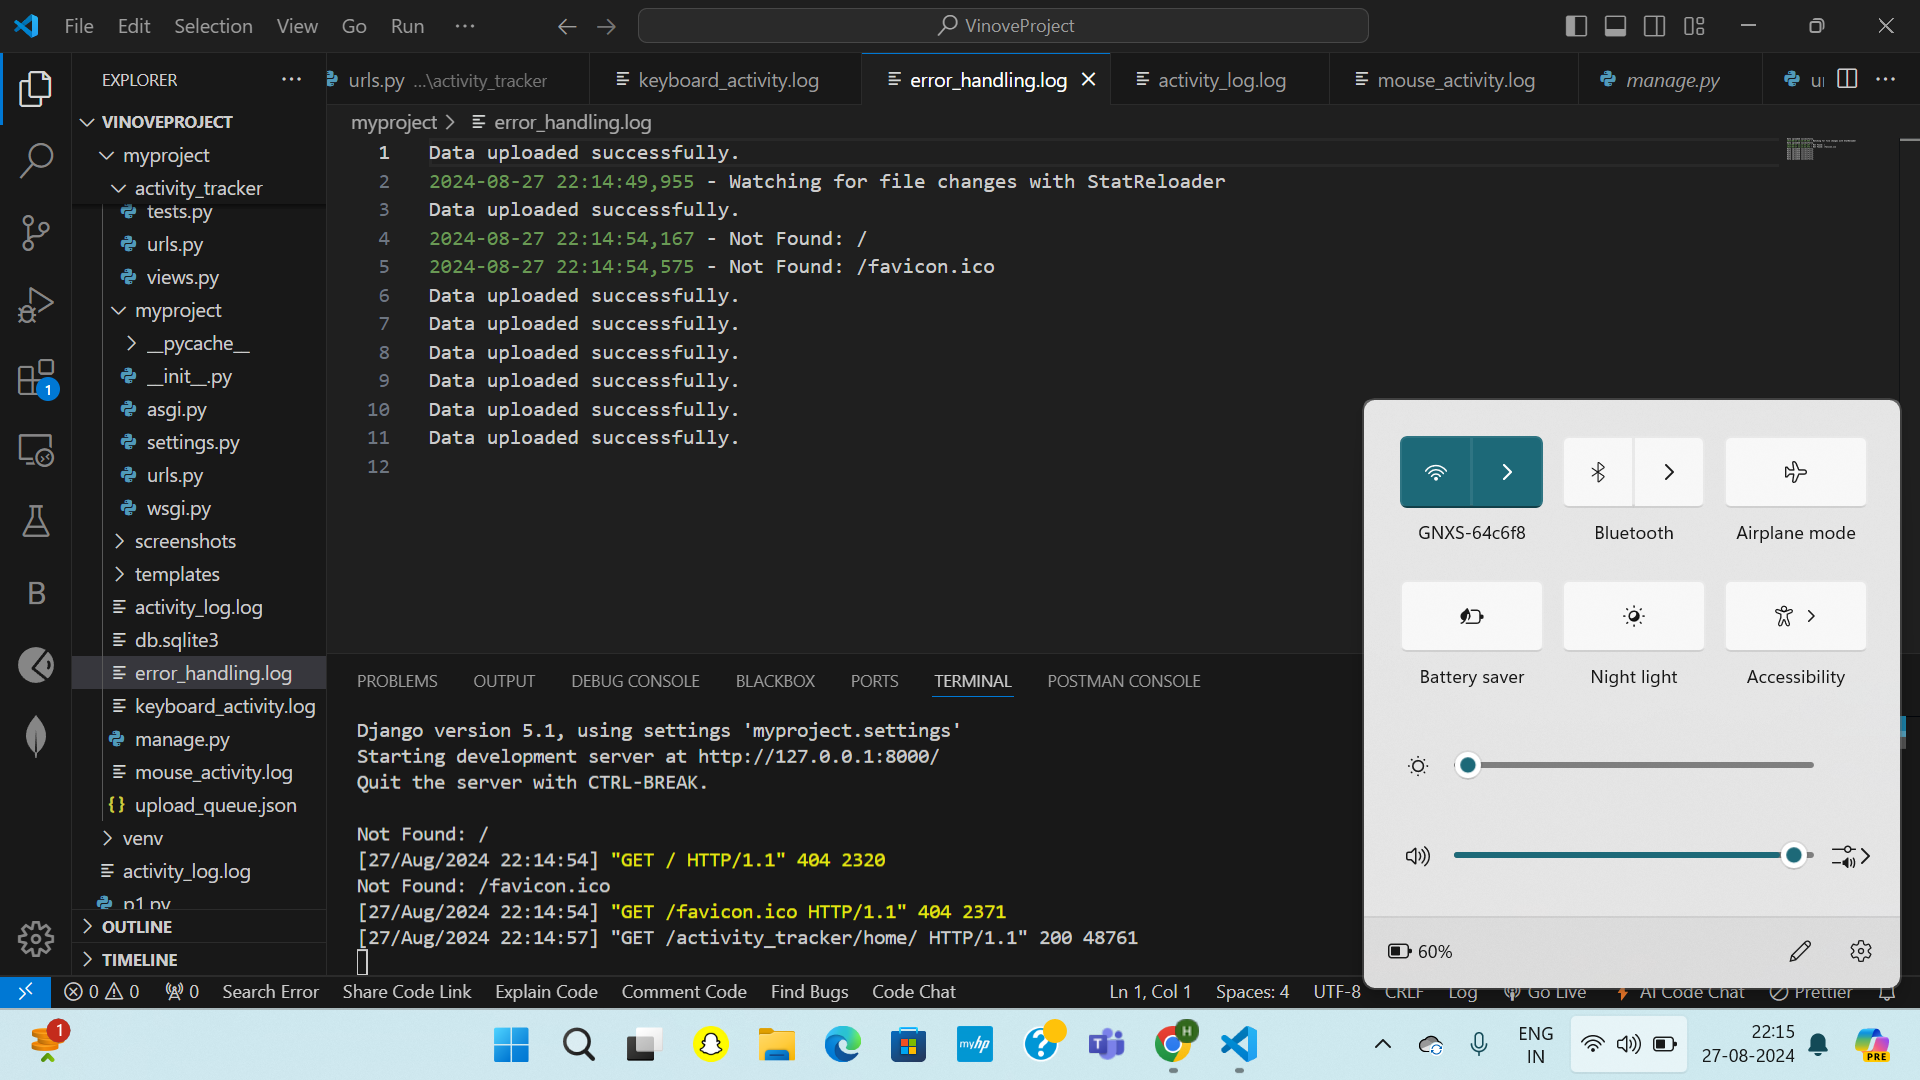 File Edit Selection View Go Run ··· VinoveProject
EXPLORER
urls.py ...\activity_tracker keyboard_activity.log error_handling.log activity_log.log mouse_activity.log manage.py
VINOVEPROJECT
myproject
activity_tracker
tests.py
urls.py
views.py
myproject
__pycache__
__init__.py
asgi.py
settings.py
urls.py
wsgi.py
screenshots
templates
activity_log.log
db.sqlite3
error_handling.log
keyboard_activity.log
manage.py
mouse_activity.log
{} upload_queue.json
venv
activity_log.log
p1.py
OUTLINE
TIMELINE
1
B
myproject > error_handling.log
1 Data uploaded successfully.
2 2024-08-27 22:14:49,955 - Watching for file changes with StatReloader
3 Data uploaded successfully.
4 2024-08-27 22:14:54,167 - Not Found: /
5 2024-08-27 22:14:54,575 - Not Found: /favicon.ico
6 Data uploaded successfully.
7 Data uploaded successfully.
8 Data uploaded successfully.
9 Data uploaded successfully.
10 Data uploaded successfully.
11 Data uploaded successfully.
12
PROBLEMS OUTPUT DEBUG CONSOLE BLACKBOX PORTS TERMINAL POSTMAN CONSOLE
Django version 5.1, using settings 'myproject.settings'
Starting development server at http://127.0.0.1:8000/
Quit the server with CTRL-BREAK.
Not Found: /
[27/Aug/2024 22:14:54] "GET / HTTP/1.1" 404 2320
Not Found: /favicon.ico
[27/Aug/2024 22:14:54] "GET /favicon.ico HTTP/1.1" 404 2371
[27/Aug/2024 22:14:57] "GET /activity_tracker/home/ HTTP/1.1" 200 48761
GNXS-64c6f8 Bluetooth Airplane mode
Battery saver Night light Accessibility
60%
0 0 0 Search Error Share Code Link Explain Code Comment Code Find Bugs Code Chat Ln 1, Col 1 Spaces: 4 UTF-8 CRLF Log Go Live AI Code Chat Prettier
1 myhp ? T H ENG
IN
22:15
27-08-2024
PRE